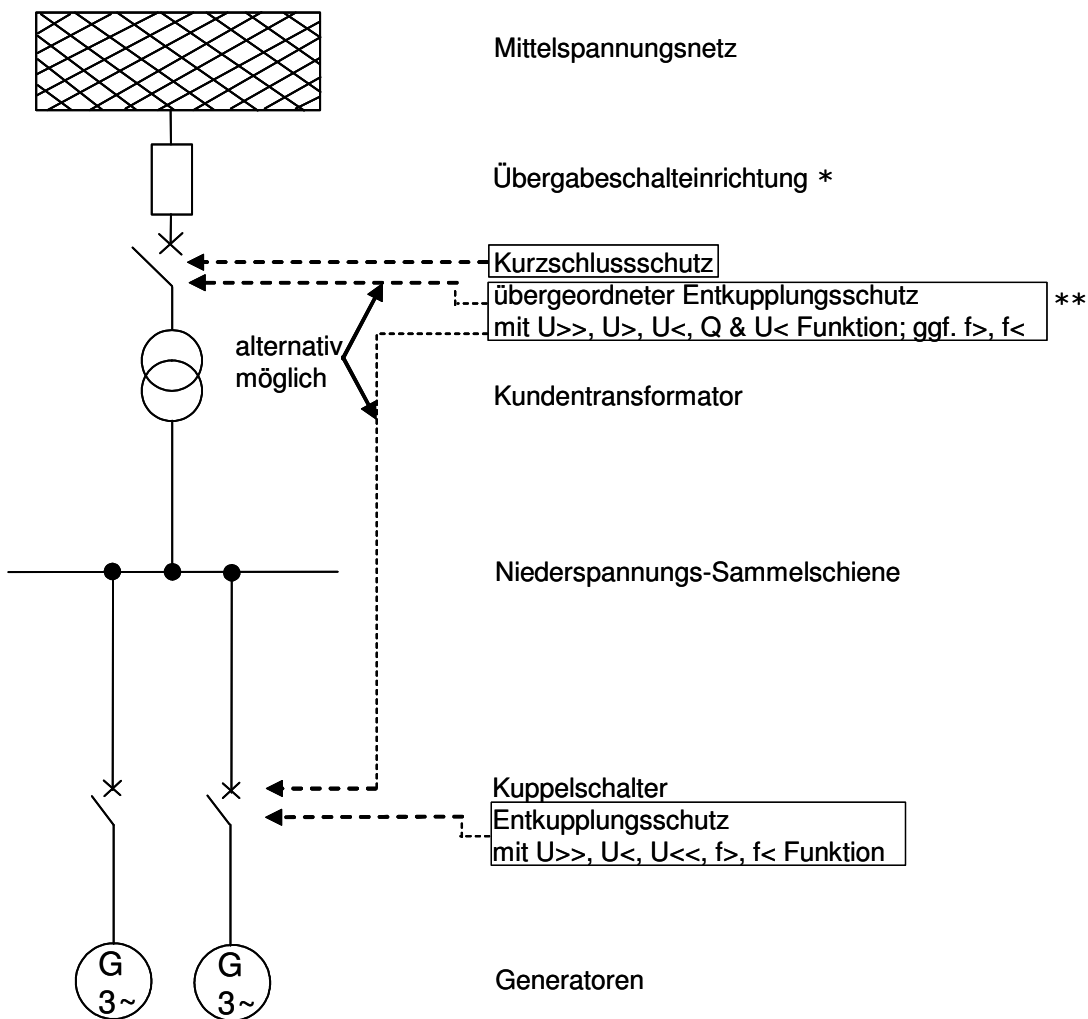 Mittelspannungsnetz
Übergabeschalteinrichtung *
Kurzschlussschutz
übergeordneter Entkupplungsschutz **
mit U>>, U>, U<, Q & U< Funktion; ggf. f>, f<
alternativ
möglich
Kundentransformator
Niederspannungs-Sammelschiene
Kuppelschalter
Entkupplungsschutz
mit U>>, U<, U<<, f>, f< Funktion
G
3~
G
3~
Generatoren